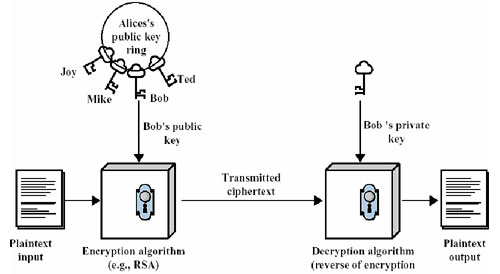 Alices's
public key
ring
Joy
Mike
Bob
Ted
Bob's public
key
Bob 's private
key
Transmitted
ciphertext
Plaintext
input
Encryption algorithm
(e.g., RSA)
Decryption algorithm
(reverse of encryption
Plaintext
output